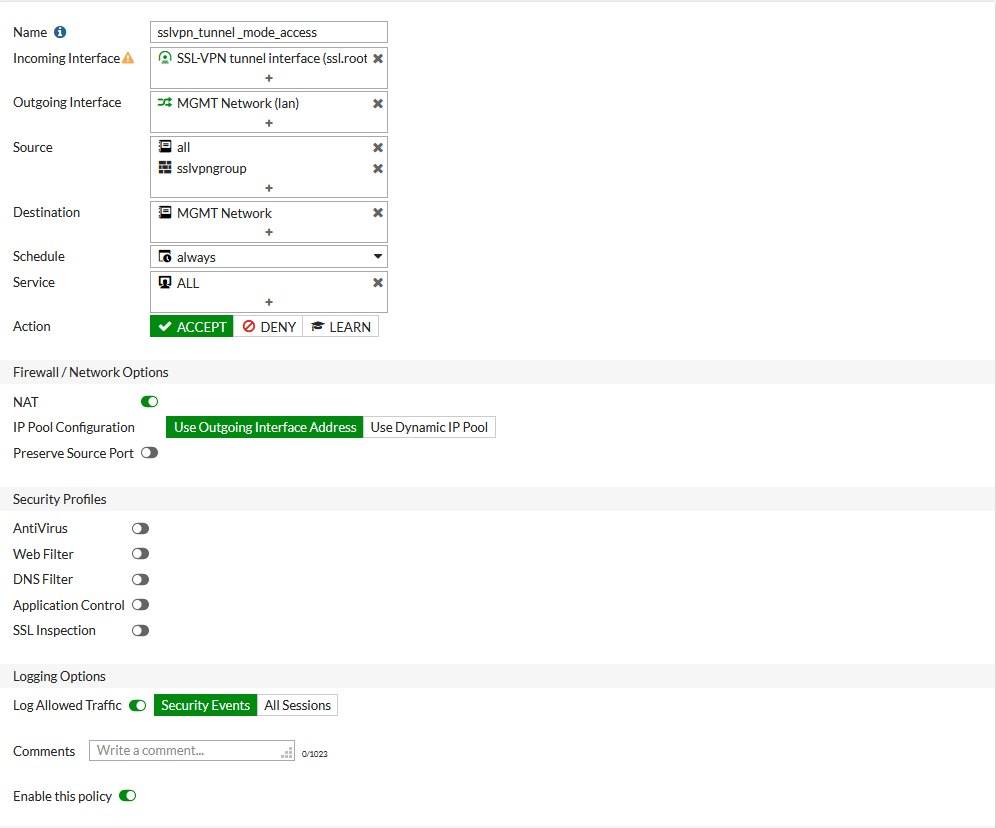 Name
sslvpn_tunnel _mode_access
Incoming Interface
SSL-VPN tunnel interface (ssl.root
+
Outgoing Interface
MGMT Network (lan)
+
Source
all
sslvpngroup
+
Destination
MGMT Network
+
Schedule
always
Service
ALL
+
Action
ACCEPT DENY LEARN
Firewall / Network Options
NAT
IP Pool Configuration Use Outgoing Interface Address Use Dynamic IP Pool
Preserve Source Port
Security Profiles
AntiVirus
Web Filter
DNS Filter
Application Control
SSL Inspection
Logging Options
Log Allowed Traffic Security Events All Sessions
Comments Write a comment... 0/1023
Enable this policy